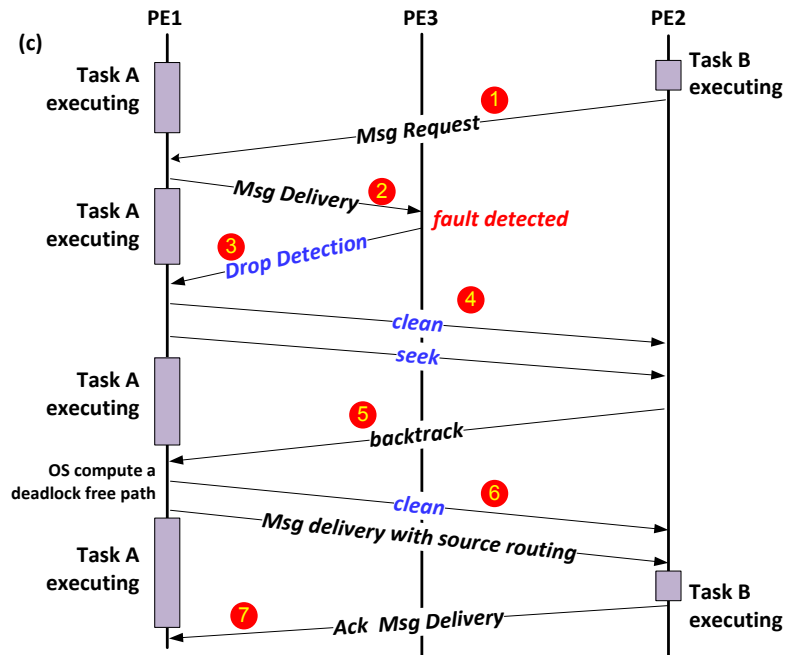 PE1
PE3
PE2
(c)
Task A
executing
Task B
executing
1
Msg Request
2
Msg Delivery
Task A
executing
fault detected
3
Drop Detection
4
clean
seek
Task A
executing
5
backtrack
OS compute a
deadlock free path
6
clean
Msg delivery with source routing
Task A
executing
Task B
executing
7
Ack Msg Delivery